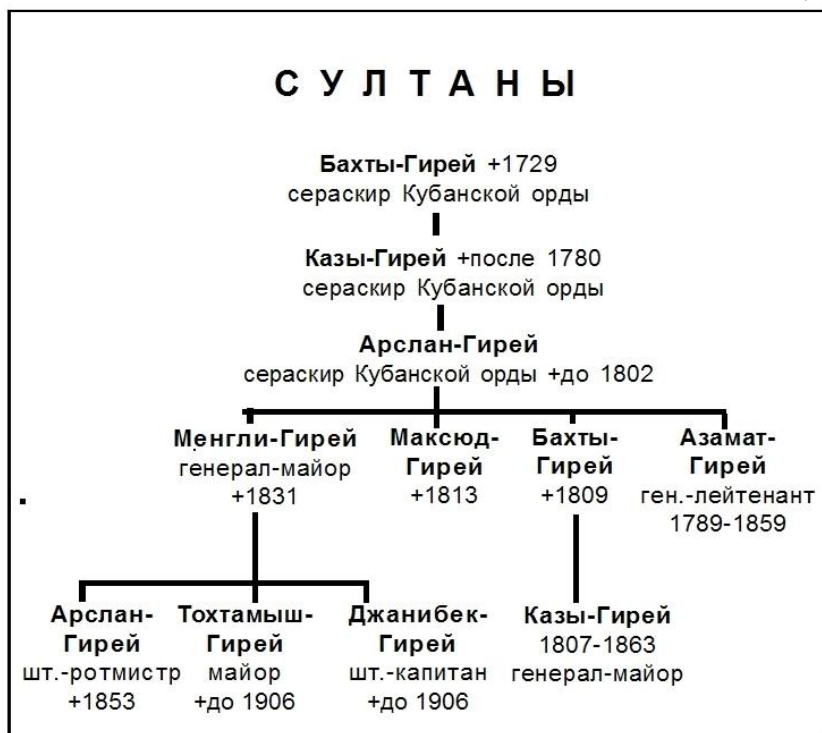 С У Л Т А Н Ы
Бахты-Гирей +1729
сераскир Кубанской орды
Казы-Гирей +после 1780
сераскир Кубанской орды
Арслан-Гирей
сераскир Кубанской орды +до 1802
Менгли-Гирей
генерал-майор
+1831
Максюд-
Гирей
+1813
Бахты-
Гирей
+1809
Азамат-
Гирей
ген.-лейтенант
1789-1859
Арслан-
Гирей
шт.-ротмистр
+1853
Тохтамыш-
Гирей
майор
+до 1906
Джанибек-
Гирей
шт.-капитан
+до 1906
Казы-Гирей
1807-1863
генерал-майор